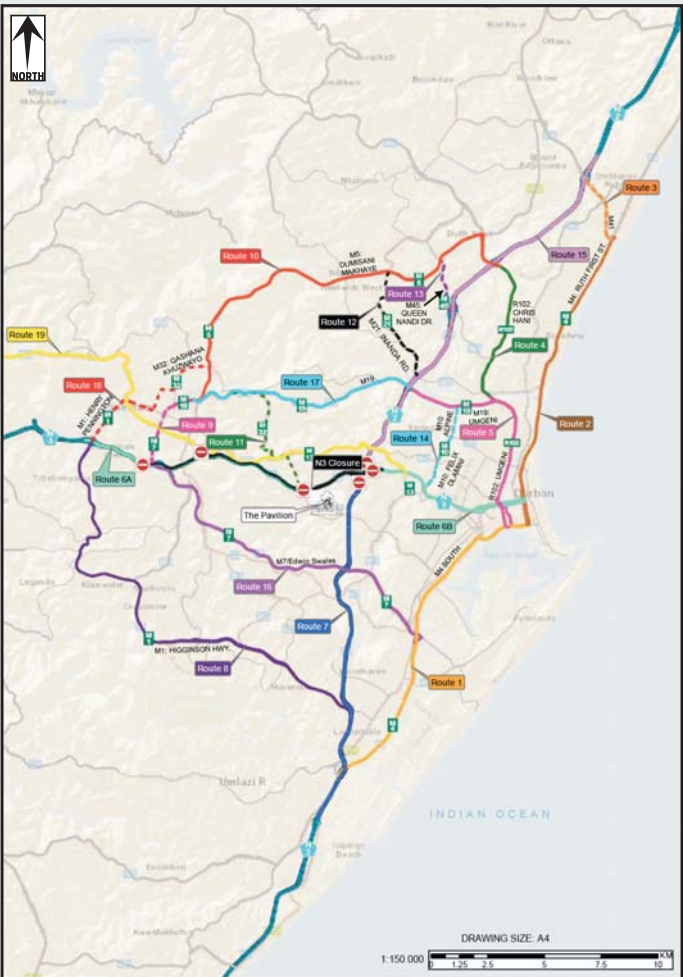 NORTH
Ottawa
Route 3
M41
Route 10
M5:
DUMISANI
MAKHAYE
Route 15
M4: RUTH FIRST ST.
Route 13
M45:
QUEEN
NANDI DR.
Route 12
M21: INANDA RD.
R102:
CHRIS
HANI
Route 19
M32: QASHANA
KHUZWAYO
Route 4
Route 18
M1: HENRY
PENNINGTON
Route 17
M19
Route 2
Route 9
Route 14
M10:
ALPINE
M19:
UMGENI
Route 5
Route 11
N3 Closure
M10: FELIX
DLAMINI
R102: UMGENI
Route 6A
Durban
The Pavilion
Route 6B
M4 SOUTH
M7/Edwin Swales
Route 16
Route 7
M1: HIGGINSON HWY.
Route 8
Route 1
Umlazi R
INDIAN OCEAN
Isipingo
Beach
DRAWING SIZE: A4
1:150 000
KM
0 1.25 2.5 5 7.5 10